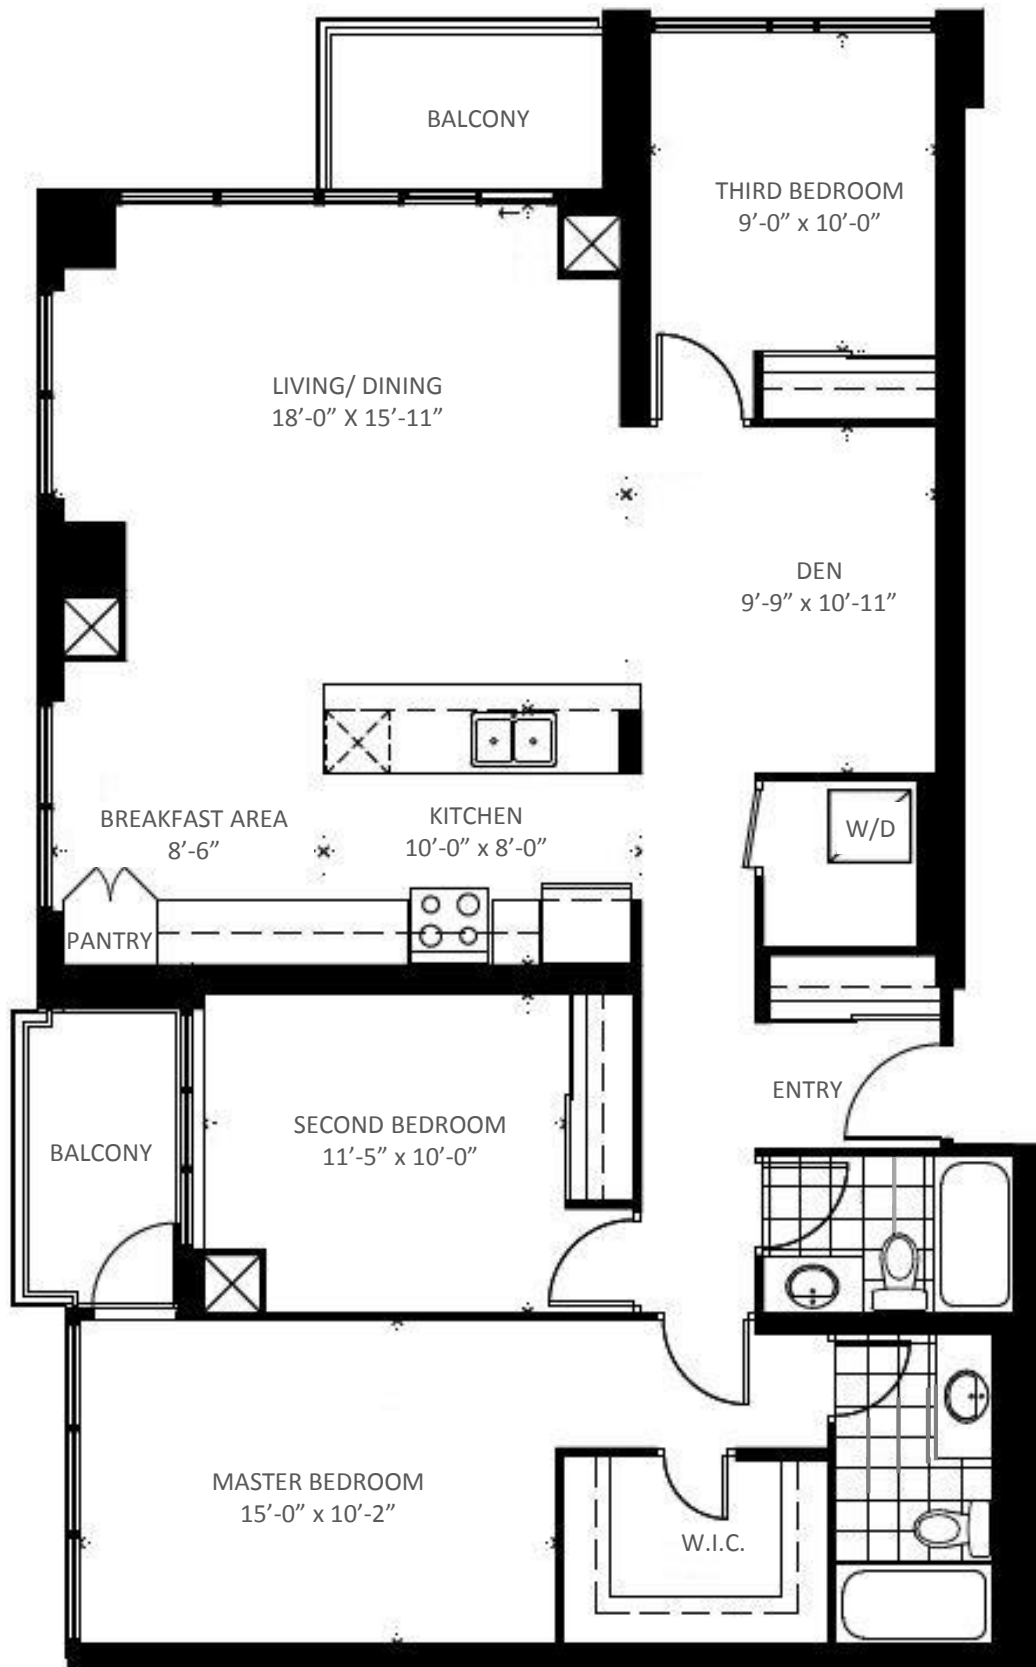 BALCONY
THIRD BEDROOM
9’-0” x 10’-0”
LIVING/ DINING
18’-0” X 15’-11”
DEN
9’-9” x 10’-11”
BREAKFAST AREA
8’-6”
KITCHEN
10’-0” x 8’-0”
W/D
PANTRY
ENTRY
SECOND BEDROOM
11’-5” x 10’-0”
BALCONY
MASTER BEDROOM
15’-0” x 10’-2”
W.I.C.